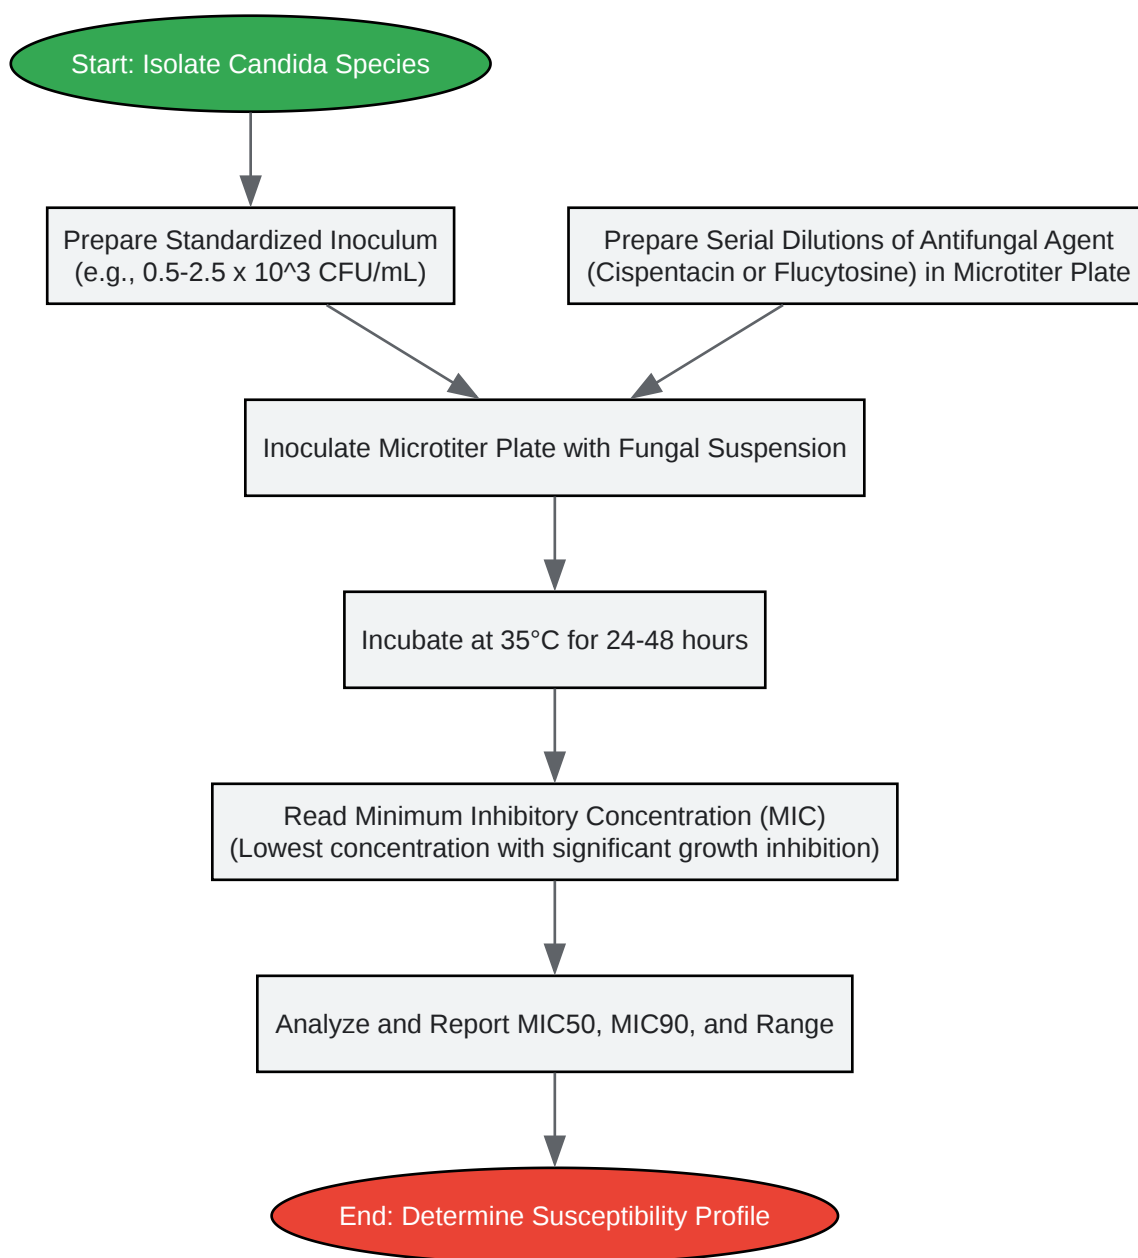 Start: Isolate Candida Species
Prepare Standardized Inoculum
(e.g., 0.5-2.5 x 10^3 CFU/mL)
Prepare Serial Dilutions of Antifungal Agent
(Cispentacin or Flucytosine) in Microtiter Plate
Inoculate Microtiter Plate with Fungal Suspension
Incubate at 35°C for 24-48 hours
Read Minimum Inhibitory Concentration (MIC)
(Lowest concentration with significant growth inhibition)
Analyze and Report MIC50, MIC90, and Range
End: Determine Susceptibility Profile